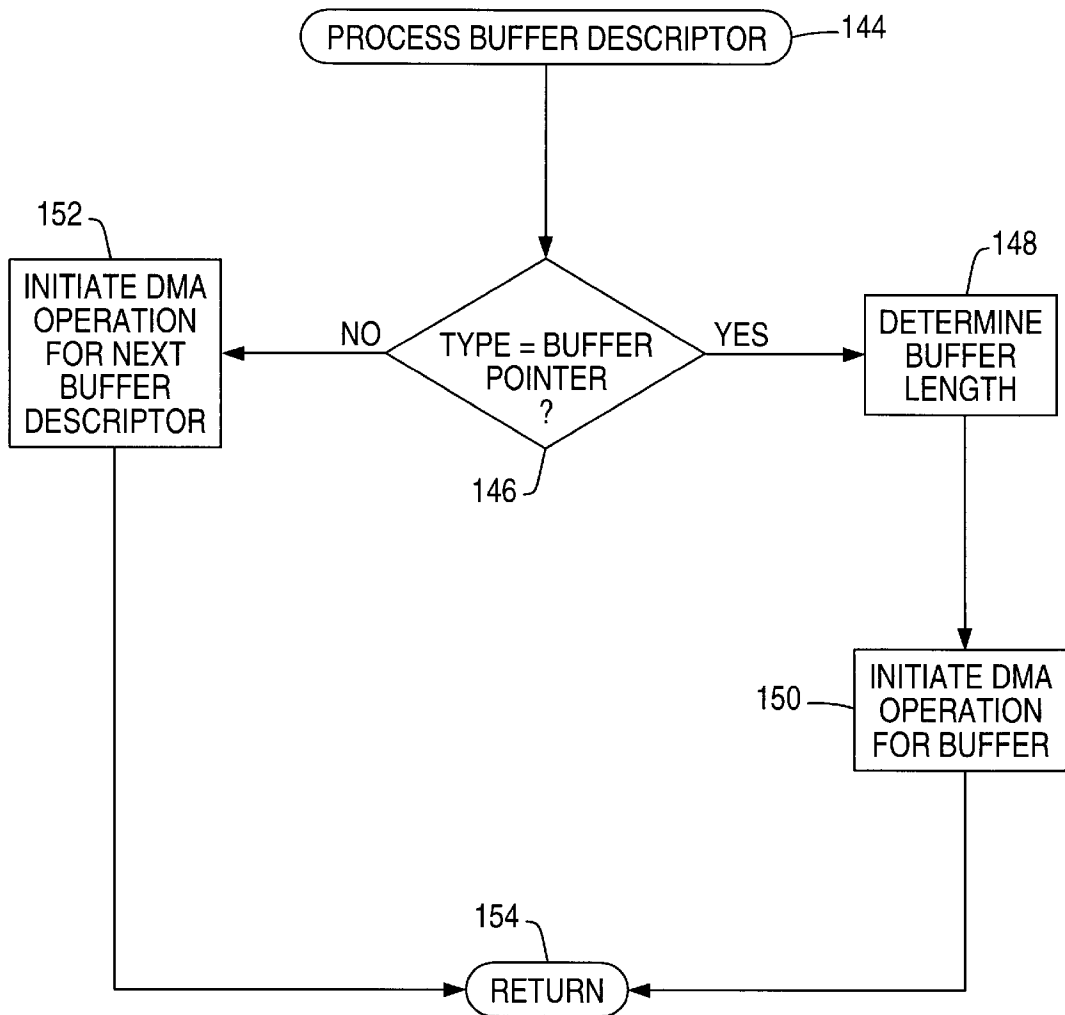 PROCESS BUFFER DESCRIPTOR
144
152
INITIATE DMA
OPERATION
FOR NEXT
BUFFER
DESCRIPTOR
NO
TYPE = BUFFER
POINTER
?
146
YES
148
DETERMINE
BUFFER
LENGTH
150
INITIATE DMA
OPERATION
FOR BUFFER
154
RETURN